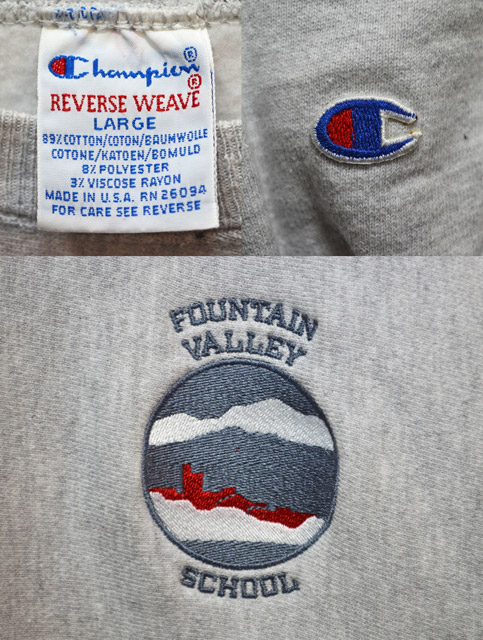 Champion®
®
REVERSE WEAVE
LARGE
89% COTTON/COTON/BAUMWOLLE
COTONE/KATOEN/BOMULD
8% POLYESTER
3% VISCOSE RAYON
MADE IN U.S.A. RN 26094
FOR CARE SEE REVERSE
FOUNTAIN
VALLEY
SCHOOL